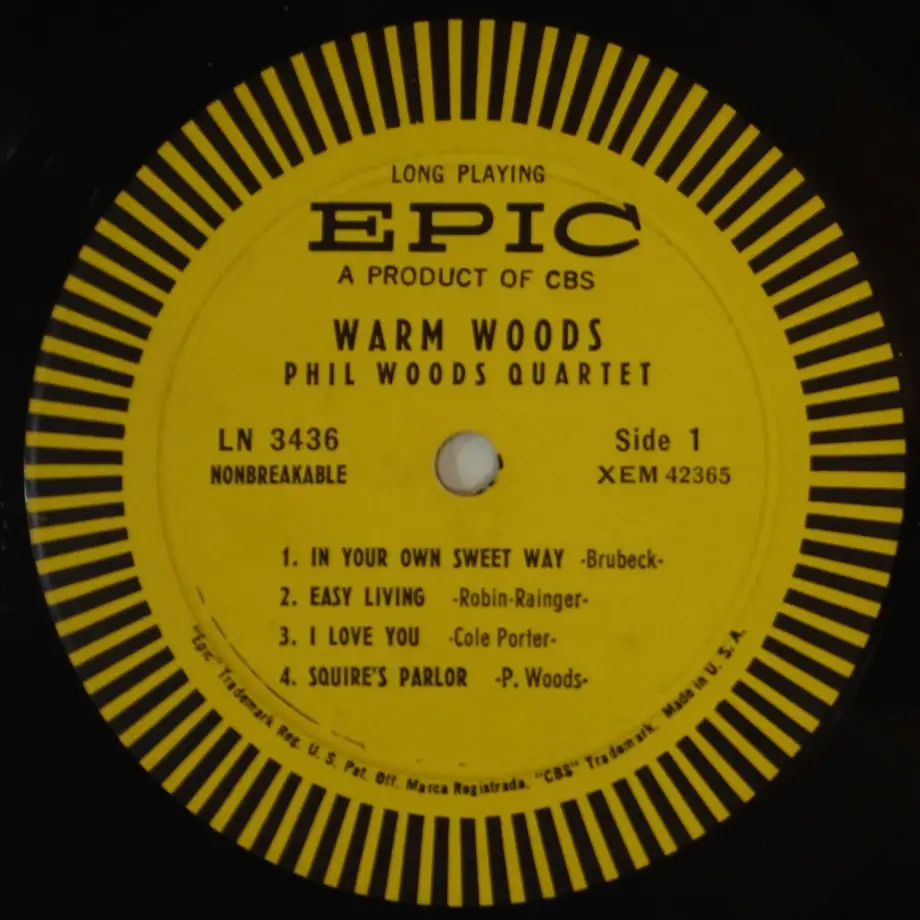 LONG PLAYING
EPIC
A PRODUCT OF CBS
WARM WOODS
PHIL WOODS QUARTET
LN 3436
NONBREAKABLE
Side 1
XEM 42365
1. IN YOUR OWN SWEET WAY -Brubeck-
2. EASY LIVING -Robin-Rainger-
3. I LOVE YOU -Cole Porter-
4. SQUIRE'S PARLOR -P. Woods-
"Epic" Trademark Reg. U. S. Pat. Off. Marca Registrada. "CBS" Trademark. Made in U. S. A.